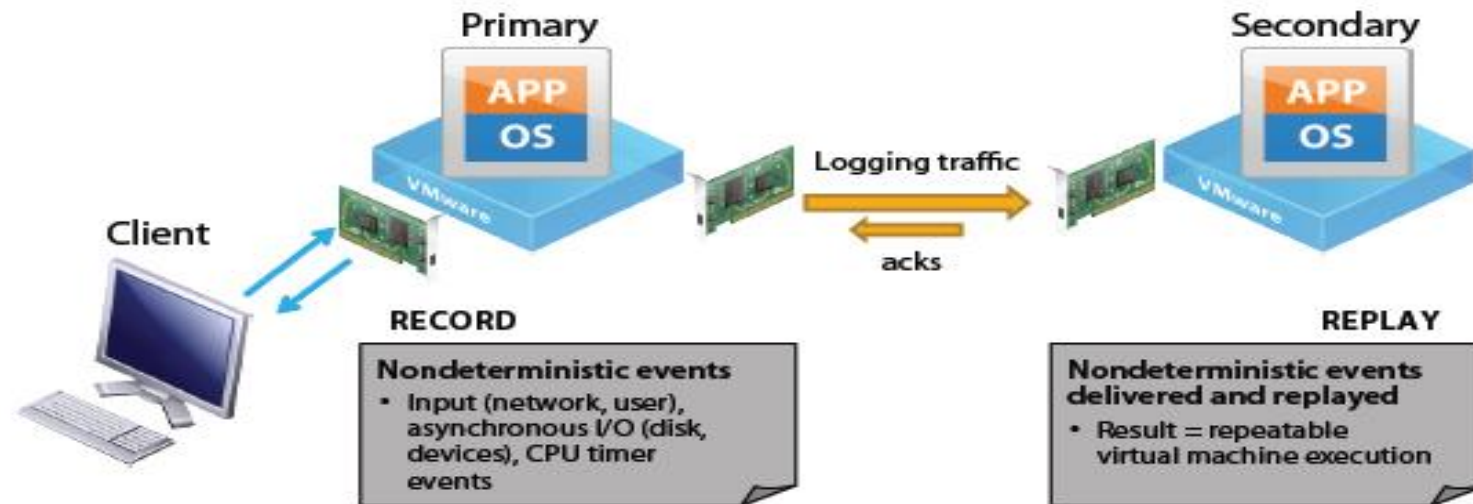 Primary
Secondary
APP
OS
VMware
APP
OS
VMware
Logging traffic
acks
Client
RECORD
Nondeterministic events
• Input (network, user),
asynchronous I/O (disk,
devices), CPU timer
events
REPLAY
Nondeterministic events
delivered and replayed
• Result = repeatable
virtual machine execution